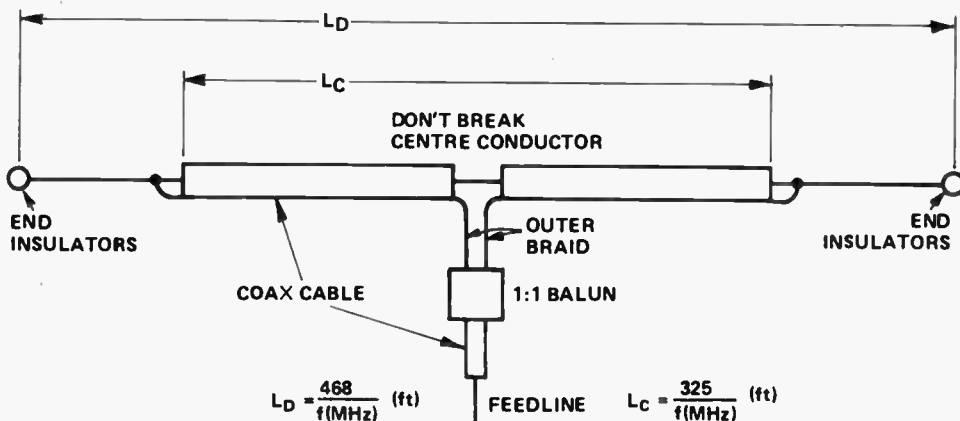 LD
LC
DON'T BREAK
CENTRE CONDUCTOR
END
INSULATORS
OUTER
BRAID
END
INSULATORS
COAX CABLE
1:1 BALUN
LD = 468/f(MHz) (ft)
FEEDLINE
LC = 325/f(MHz) (ft)